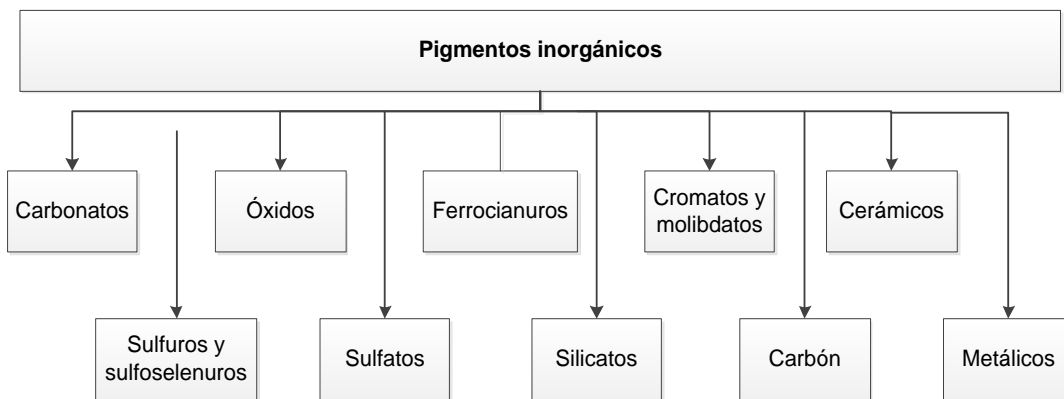 Pigmentos inorgánicos
Carbonatos
Óxidos
Ferrocianuros
Cromatos y
molibdatos
Cerámicos
Sulfuros y
sulfoselenuros
Sulfatos
Silicatos
Carbón
Metálicos